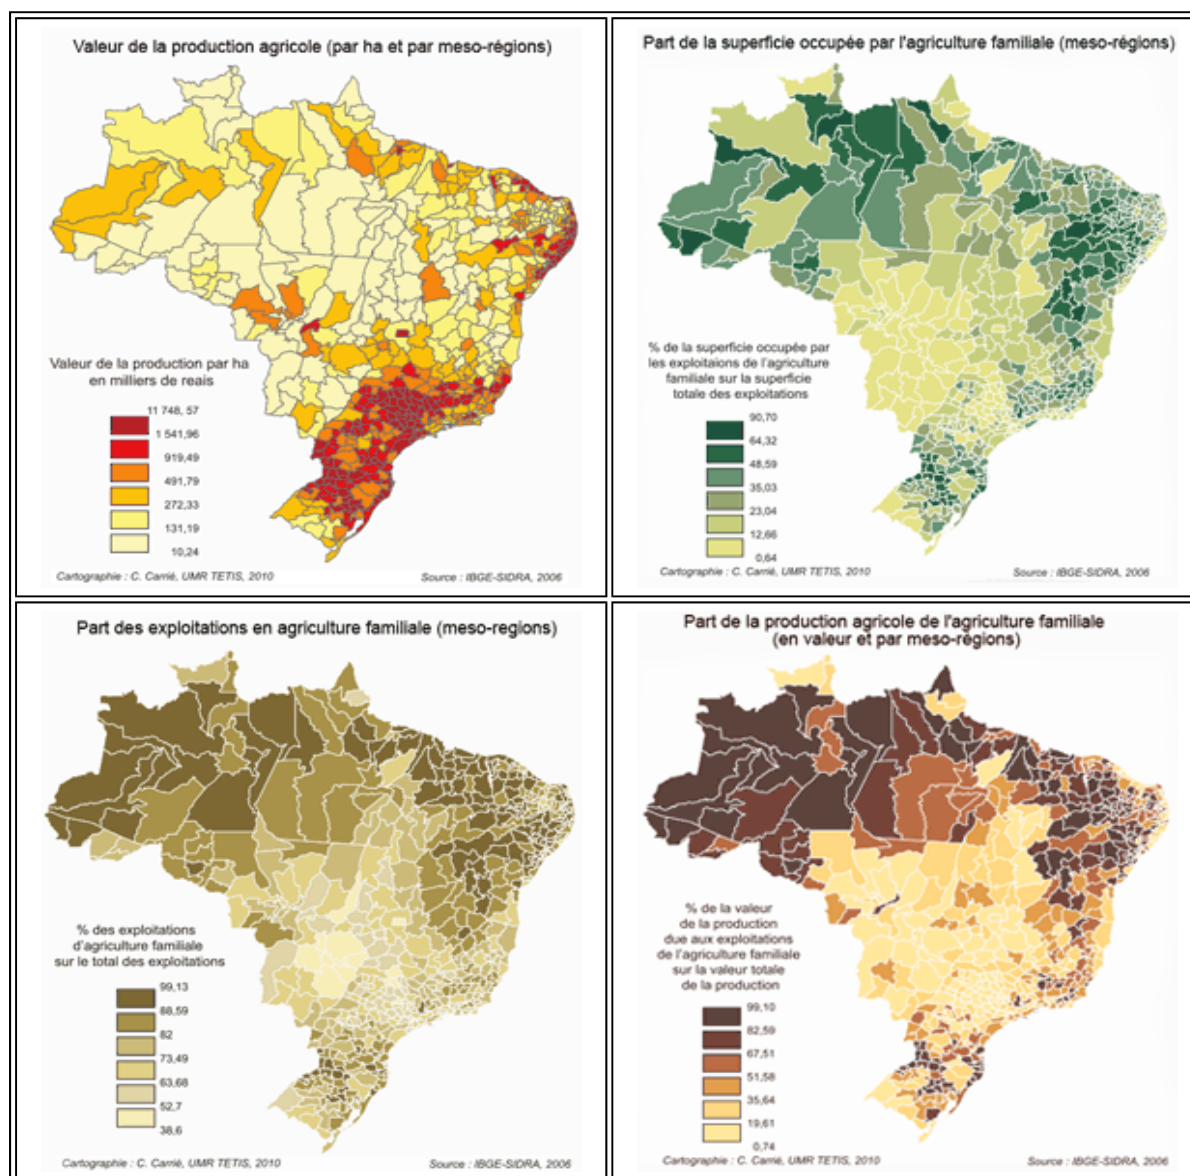 Valeur de la production agricole (par ha et par meso-régions)
Valeur de la production par ha
en milliers de reais
11 748, 57
1 541,96
919,49
491,79
272,33
131,19
10,24
Cartographie : C. Carrié, UMR TETIS, 2010
Source : IBGE-SIDRA, 2006
Part de la superficie occupée par l'agriculture familiale (meso-régions)
% de la superficie occupée par
les exploitaions de l'agriculture
familiale sur la superficie
totale des exploitations
90,70
64,32
48,59
35,03
23,04
12,66
0,64
Cartographie : C. Carrié, UMR TETIS, 2010
Source : IBGE-SIDRA, 2006
Part des exploitations en agriculture familiale (meso-regions)
% des exploitations
d'agriculture familiale
sur le total des exploitations
99,13
88,59
82
73,49
63,68
52,7
38,6
Cartographie : C. Carrié, UMR TETIS, 2010
Source : IBGE-SIDRA, 2006
Part de la production agricole de l'agriculture familiale
(en valeur et par meso-régions)
% de la valeur
de la production
due aux exploitations
de l'agriculture familiale
sur la valeur totale
de la production
99,10
82,59
67,51
51,58
35,64
19,61
0,74
Cartographie : C. Carrié, UMR TETIS, 2010
Source : IBGE-SIDRA, 2006